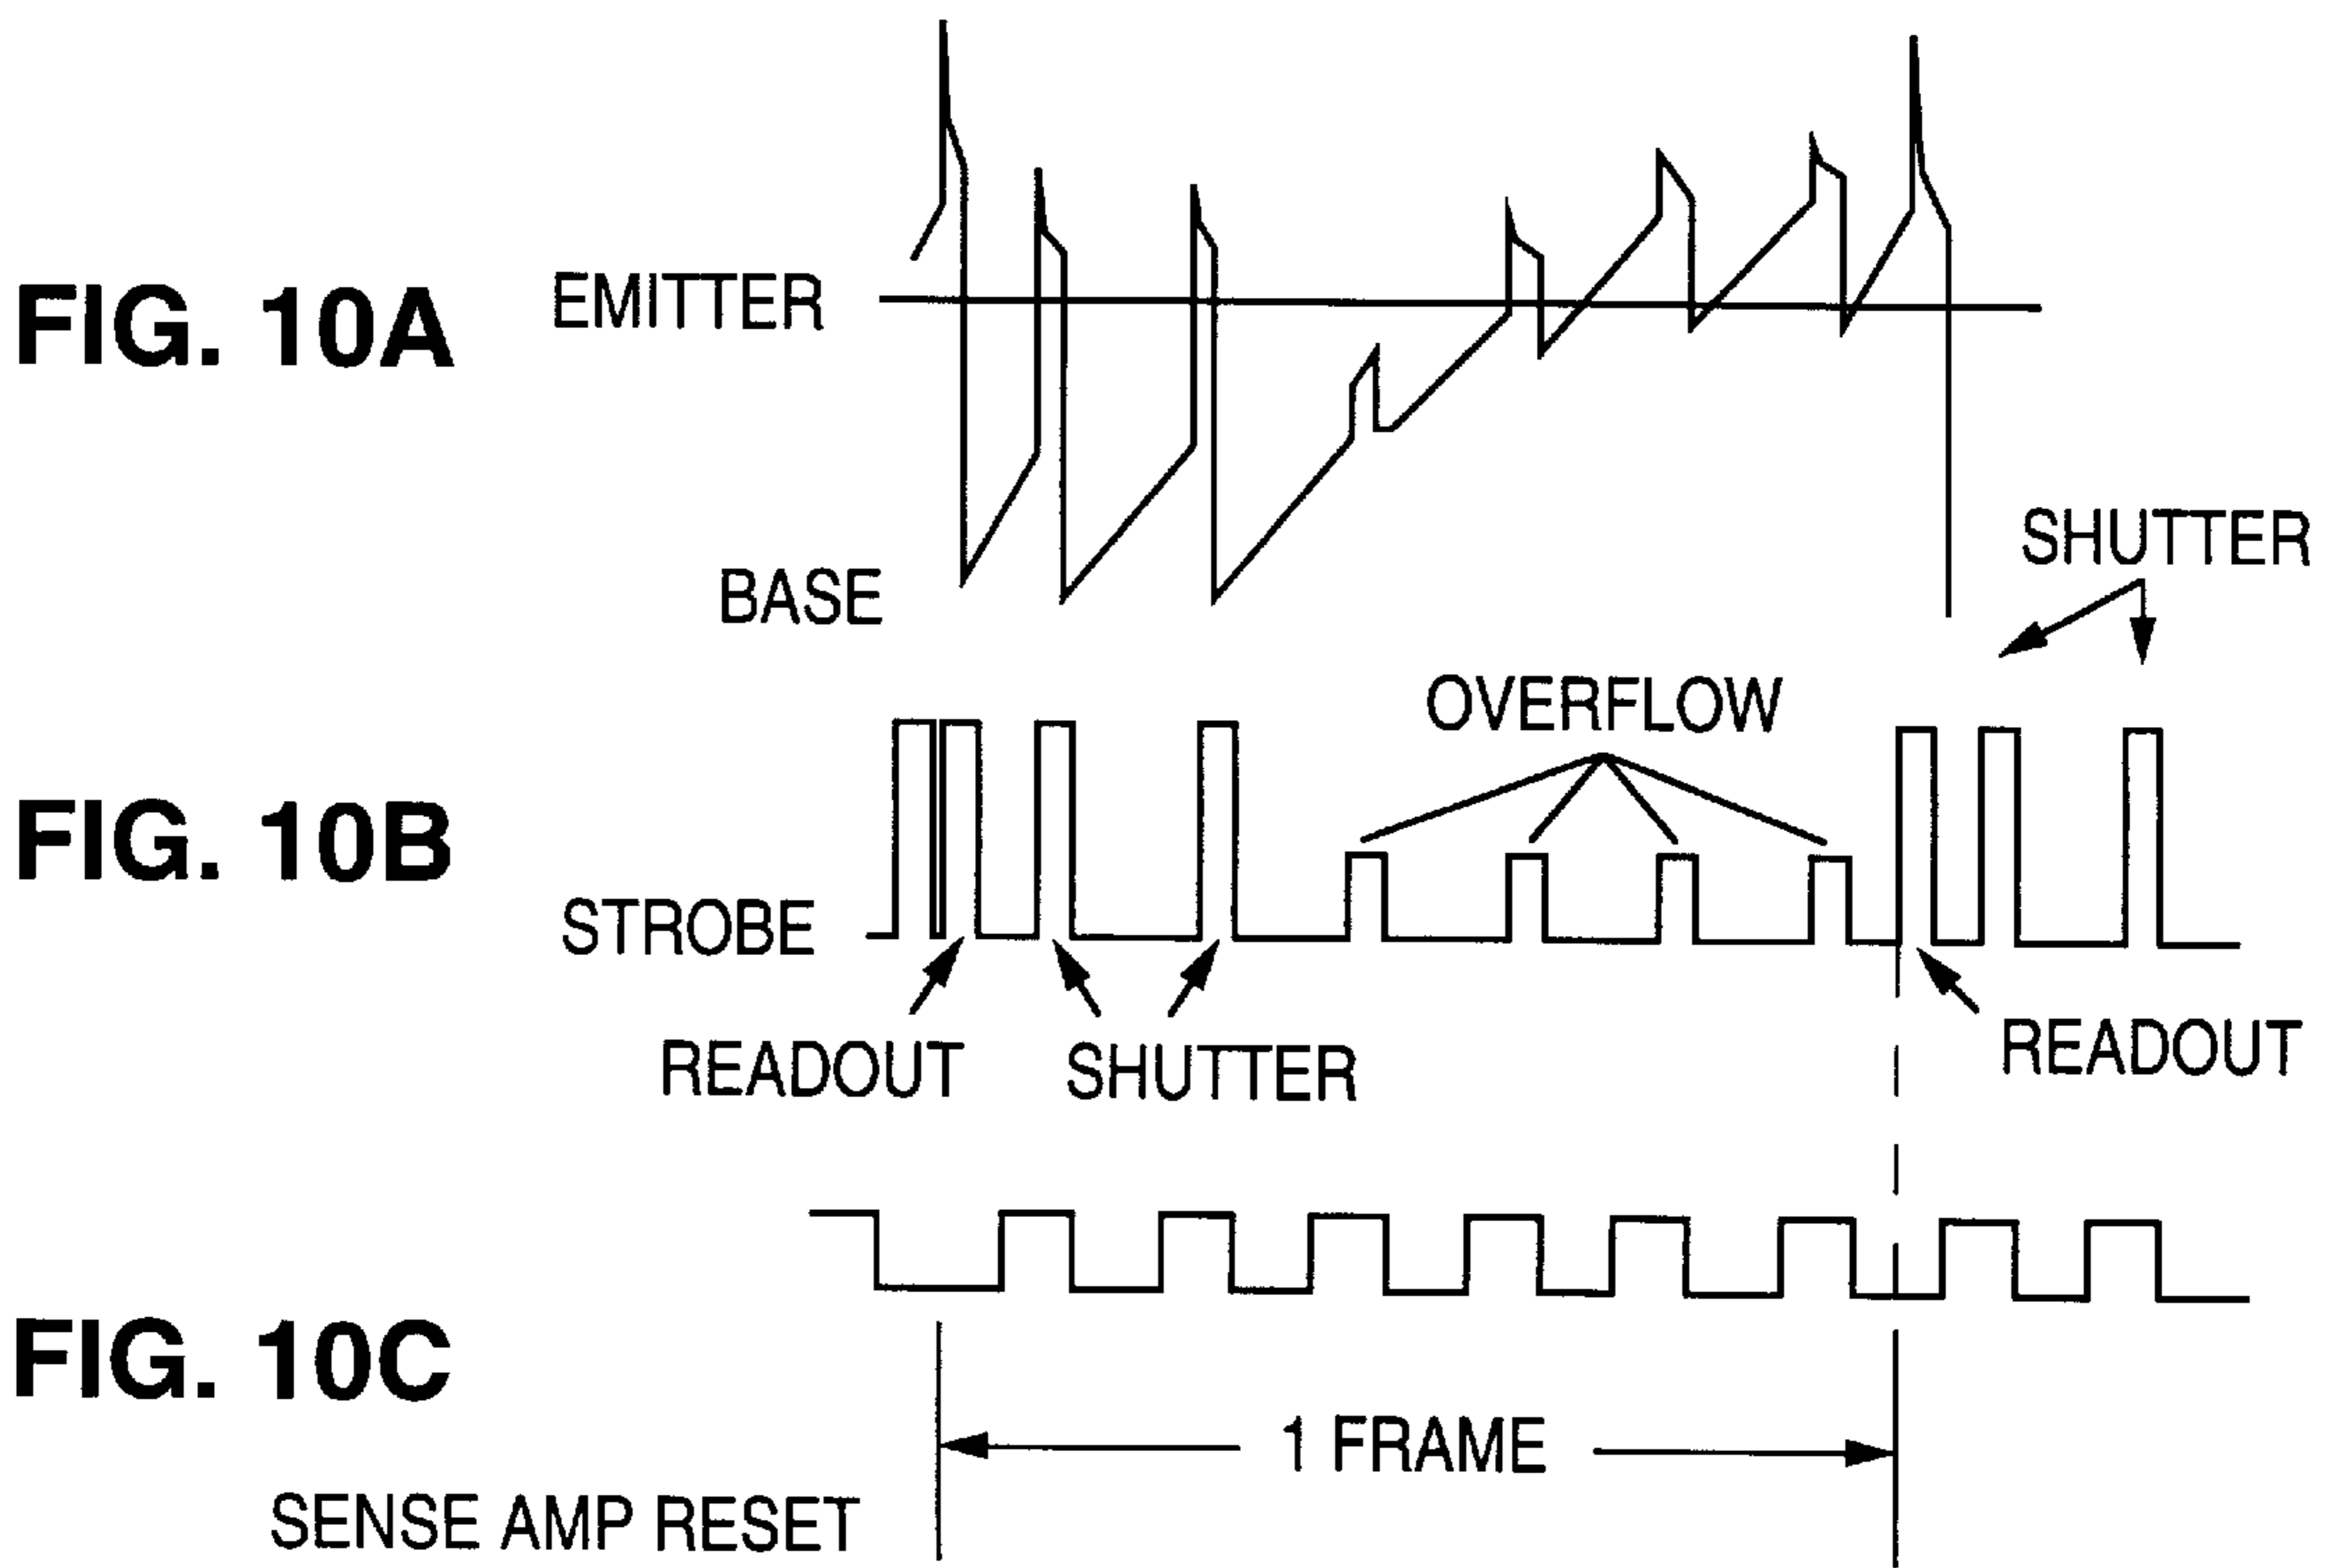 FIG. 10A
EMITTER
BASE
SHUTTER
FIG. 10B
OVERFLOW
STROBE
READOUT
SHUTTER
READOUT
FIG. 10C
1 FRAME
SENSE AMP RESET